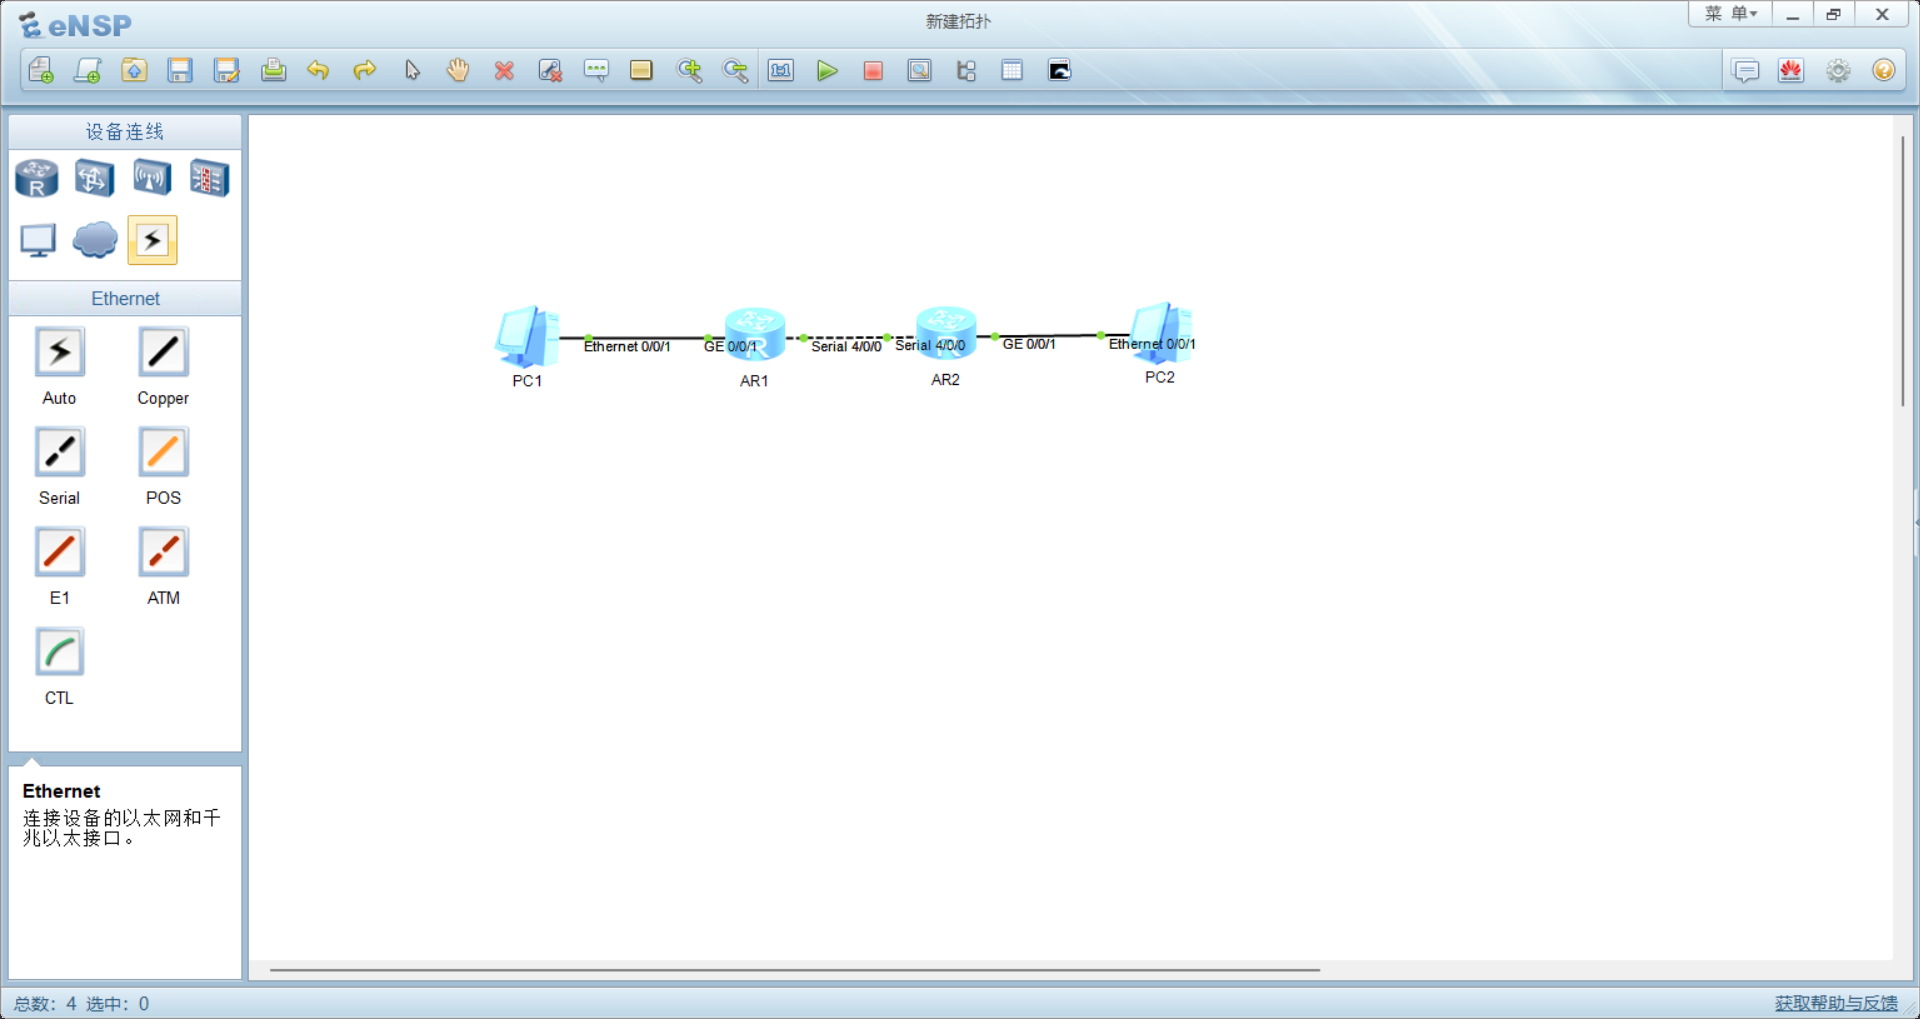 eNSP
新建拓扑
菜 单
1:1
设备连线
R
Ethernet
Auto
Copper
Serial
POS
E1
ATM
CTL
Ethernet
连接设备的以太网和千
兆以太接口。
Ethernet 0/0/1
GE 0/0/1
R
Serial 4/0/0
Serial 4/0/0
R
GE 0/0/1
Ethernet 0/0/1
PC1
AR1
AR2
PC2
总数: 4 选中: 0
获取帮助与反馈